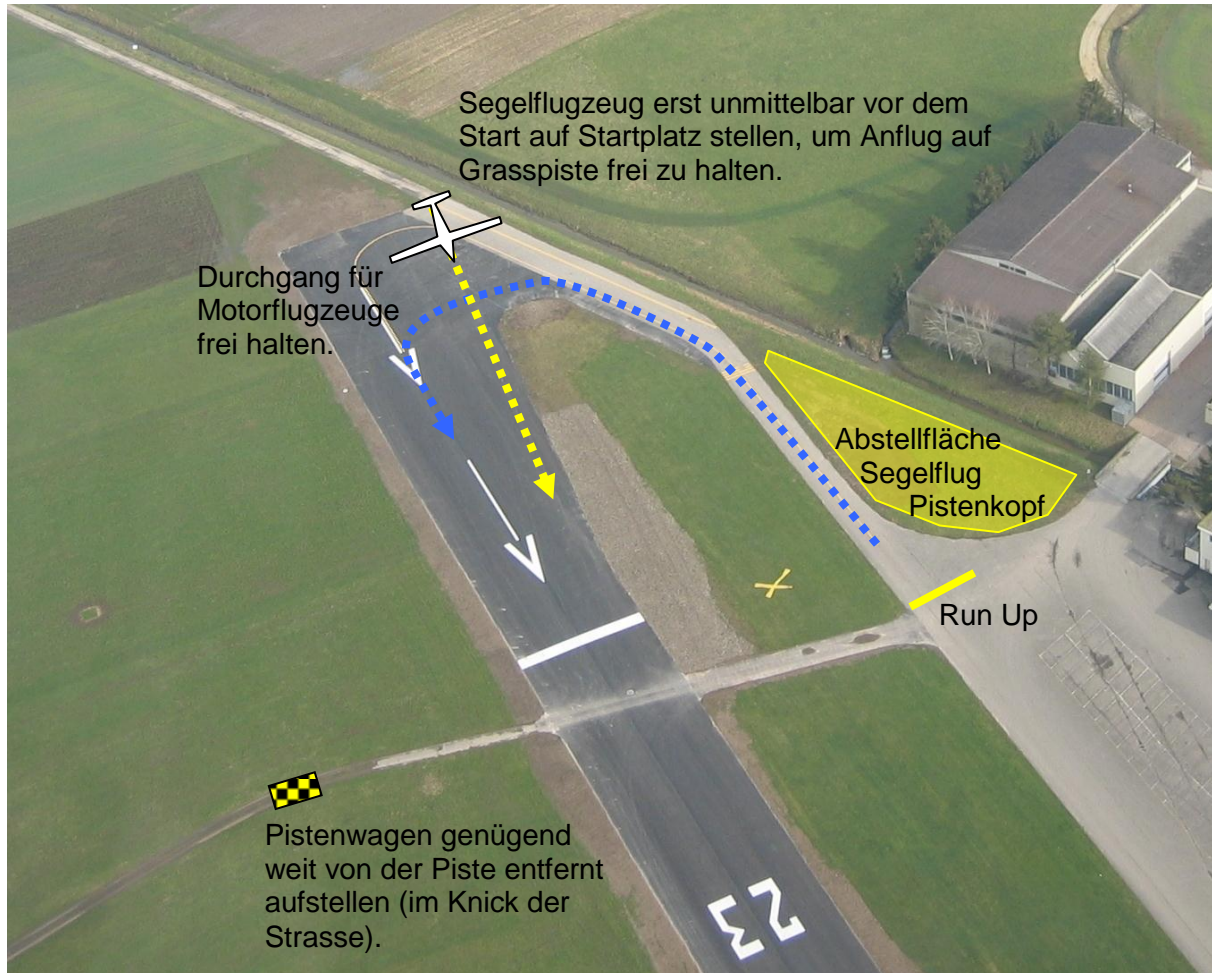 Segelflugzeug erst unmittelbar vor dem
Start auf Startplatz stellen, um Anflug auf
Grasspiste frei zu halten.
Durchgang für
Motorflugzeuge
frei halten.
Abstellfläche
Segelflug
Pistenkopf
Run Up
Pistenwagen genügend
weit von der Piste entfernt
aufstellen (im Knick der
Strasse).
23